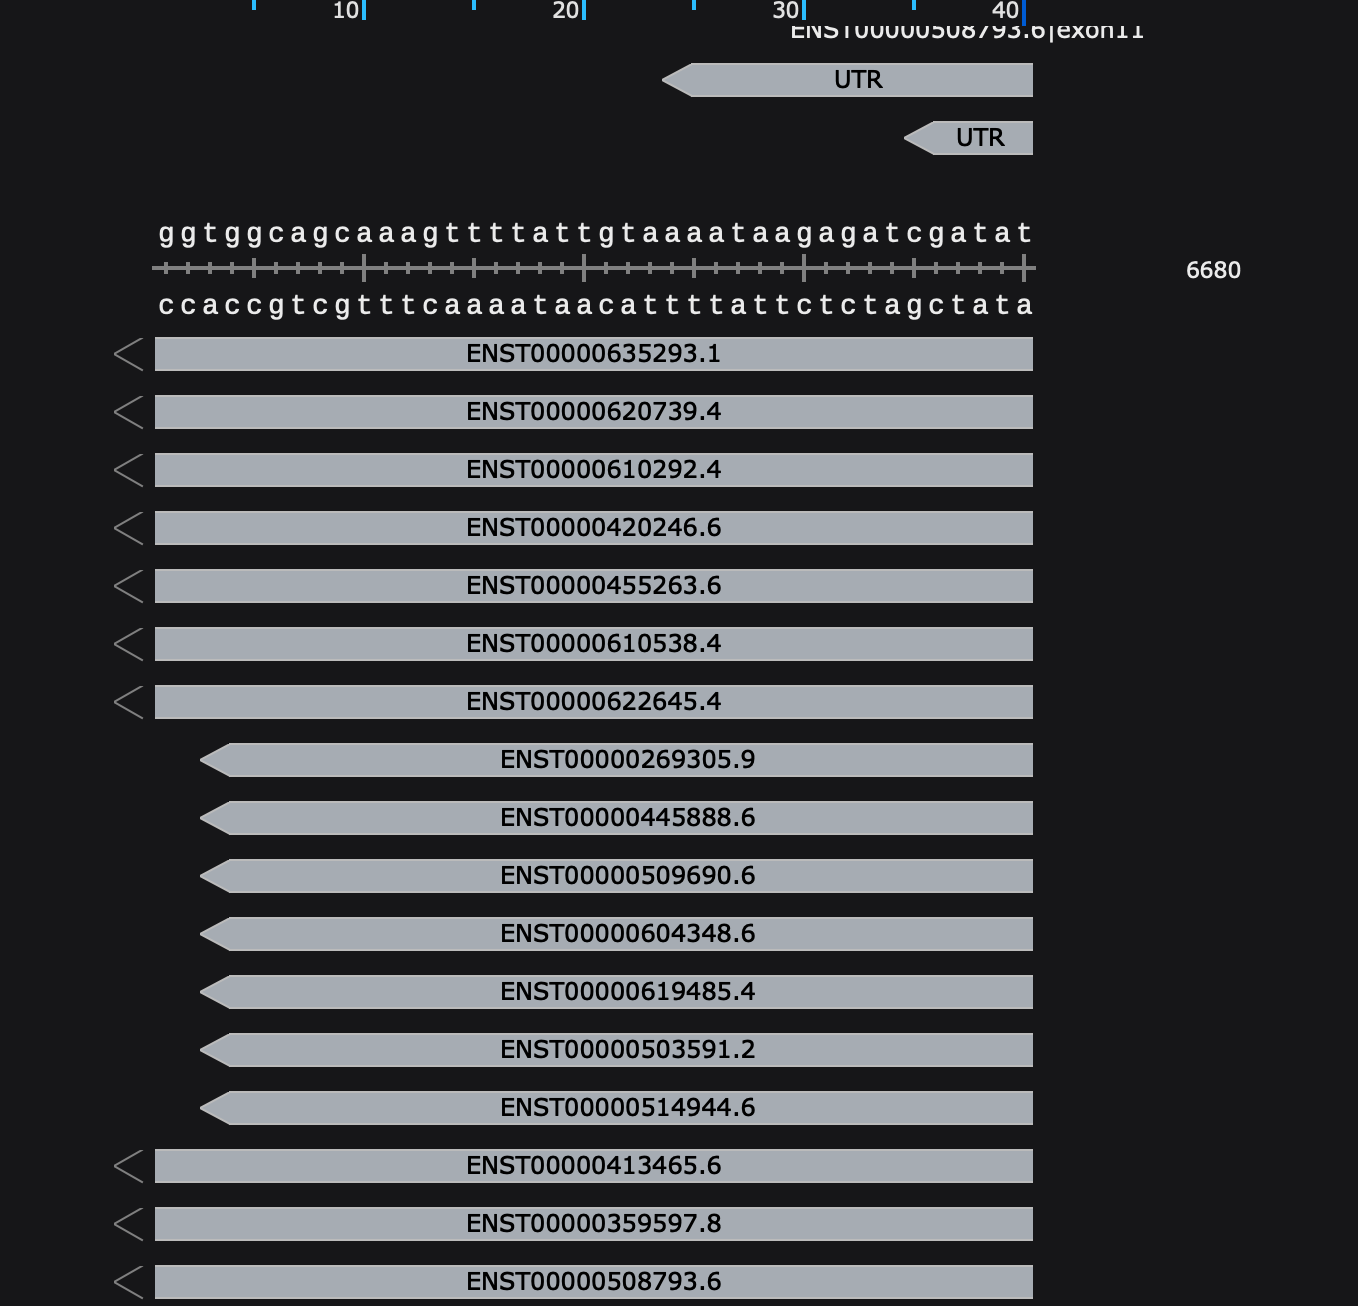 10 20 30 40
ENST00000508793.6|exon11
UTR
UTR
ggtggcagcaaagttttattgtaaaataagagatcgatat
6680
ccaccgtcgtttcaaaataacattttattctctagctata
ENST00000635293.1
ENST00000620739.4
ENST00000610292.4
ENST00000420246.6
ENST00000455263.6
ENST00000610538.4
ENST00000622645.4
ENST00000269305.9
ENST00000445888.6
ENST00000509690.6
ENST00000604348.6
ENST00000619485.4
ENST00000503591.2
ENST00000514944.6
ENST00000413465.6
ENST00000359597.8
ENST00000508793.6